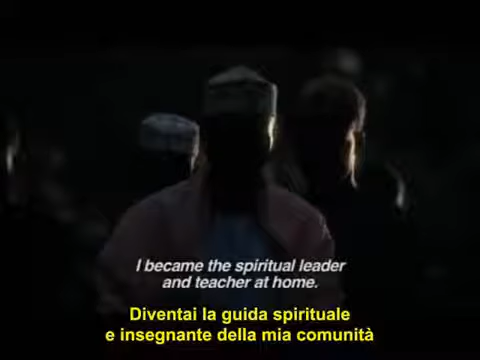 I became the spiritual leader
and teacher at home.
Diventai la guida spirituale
e insegnante della mia comunità